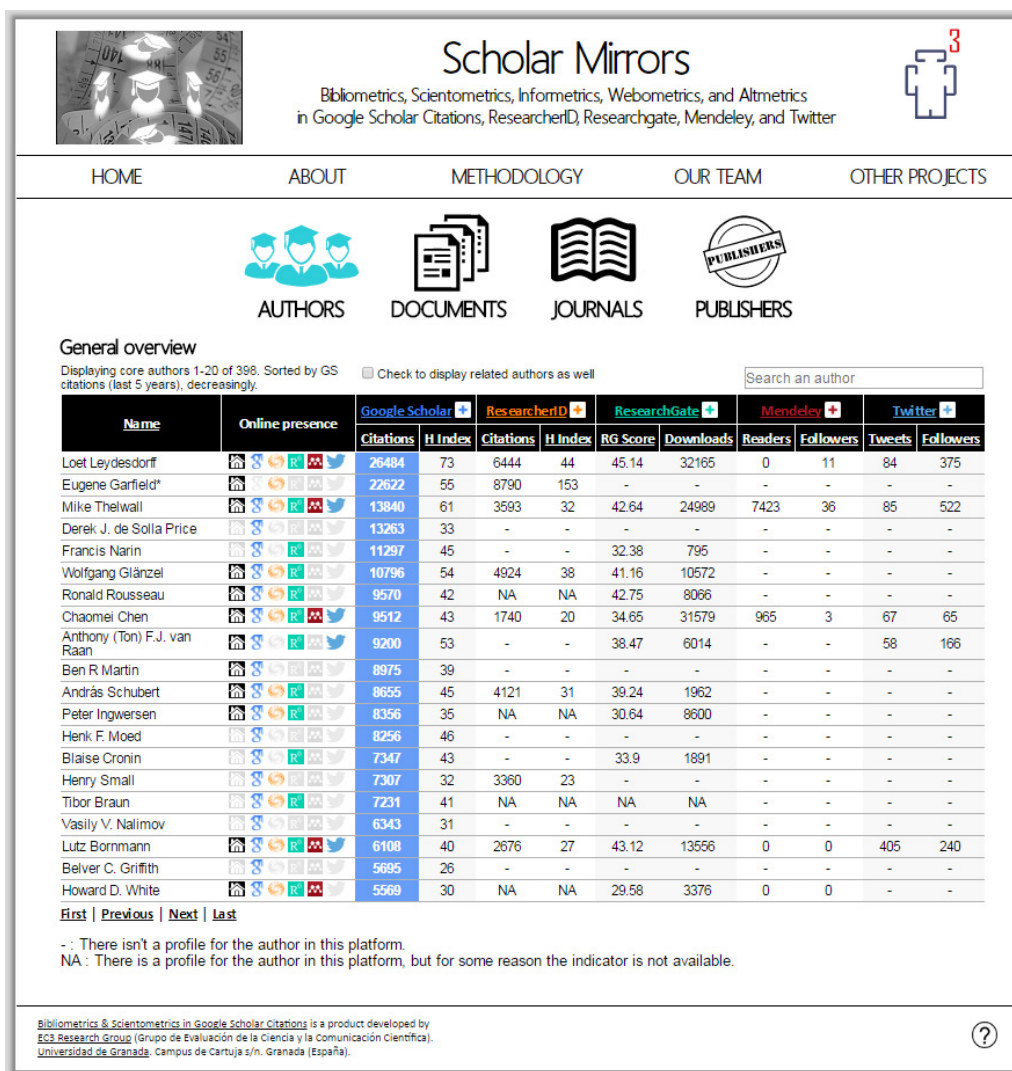 Scholar Mirrors
3
Bibliometrics, Scientometrics, Informetrics, Webometrics, and Altmetrics
in Google Scholar Citations, ResearcherID, Researchgate, Mendeley, and Twitter
HOME ABOUT METHODOLOGY OUR TEAM OTHER PROJECTS
PUBLISHERS
AUTHORS DOCUMENTS JOURNALS PUBLISHERS
General overview
Displaying core authors 1-20 of 398. Sorted by GS
citations (last 5 years), decreasingly.
Check to display related authors as well
Search an author
Name Online presence Google Scholar + ResearcherID + ResearchGate + Mendeley + Twitter +
Citations H Index Citations H Index RG Score Downloads Readers Followers Tweets Followers
Loet Leydesdorff 26484 73 6444 44 45.14 32165 0 11 84 375
Eugene Garfield* 22622 55 8790 153 - - - - - -
Mike Thelwall 13840 61 3593 32 42.64 24989 7423 36 85 522
Derek J. de Solla Price 13263 33 - - - - - - - -
Francis Narin 11297 45 - - 32.38 795 - - - -
Wolfgang Glänzel 10796 54 4924 38 41.16 10572 - - - -
Ronald Rousseau 9570 42 NA NA 42.75 8066 - - - -
Chaomei Chen 9512 43 1740 20 34.65 31579 965 3 67 65
Anthony (Ton) F.J. van
Raan 9200 53 - - 38.47 6014 - - 58 166
Ben R Martin 8975 39 - - - - - - - -
András Schubert 8655 45 4121 31 39.24 1962 - - - -
Peter Ingwersen 8356 35 NA NA 30.64 8600 - - - -
Henk F. Moed 8256 46 - - - - - - - -
Blaise Cronin 7347 43 - - 33.9 1891 - - - -
Henry Small 7307 32 3360 23 - - - - - -
Tibor Braun 7231 41 NA NA NA NA - - - -
Vasily V. Nalimov 6343 31 - - - - - - - -
Lutz Bornmann 6108 40 2676 27 43.12 13556 0 0 405 240
Belver C. Griffith 5695 26 - - - - - - - -
Howard D. White 5569 30 NA NA 29.58 3376 0 0 - -
First | Previous | Next | Last
- : There isn't a profile for the author in this platform.
NA : There is a profile for the author in this platform, but for some reason the indicator is not available.
Bibliometrics & Scientometrics in Google Scholar Citations is a product developed by
EC3 Research Group (Grupo de Evaluación de la Ciencia y la Comunicación Científica).
Universidad de Granada. Campus de Cartuja s/n. Granada (España).
?